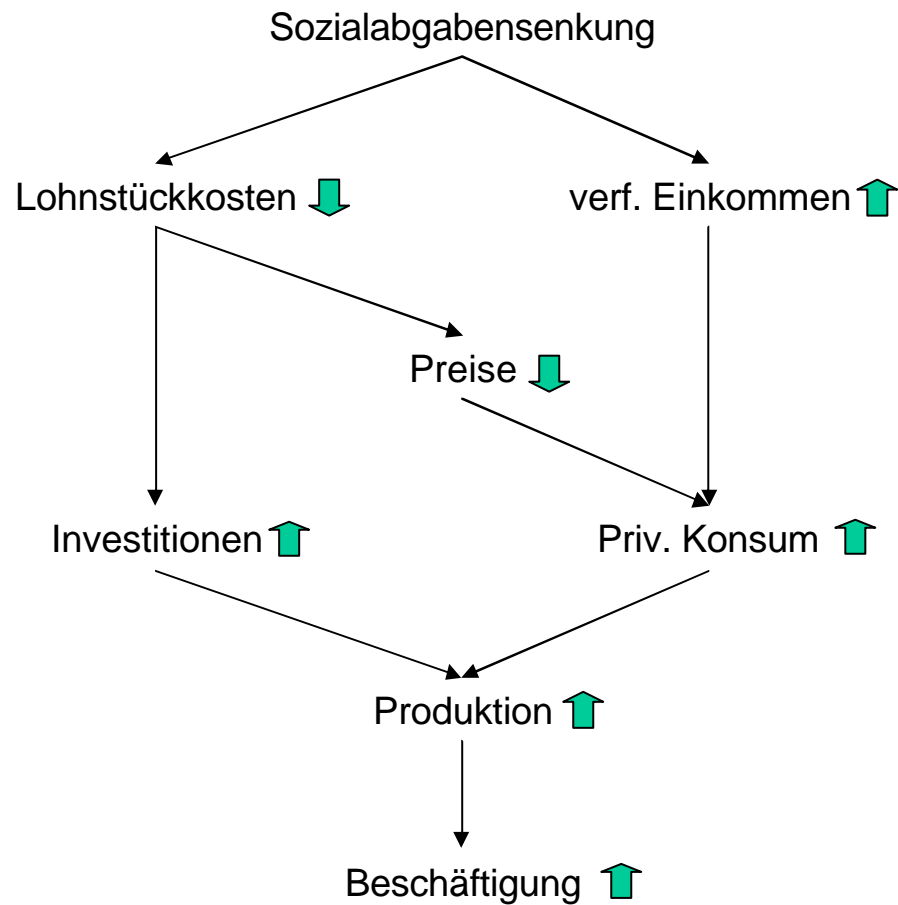 Sozialabgabensenkung
Lohnstückkosten
verf. Einkommen
Preise
Investitionen
Priv. Konsum
Produktion
Beschäftigung